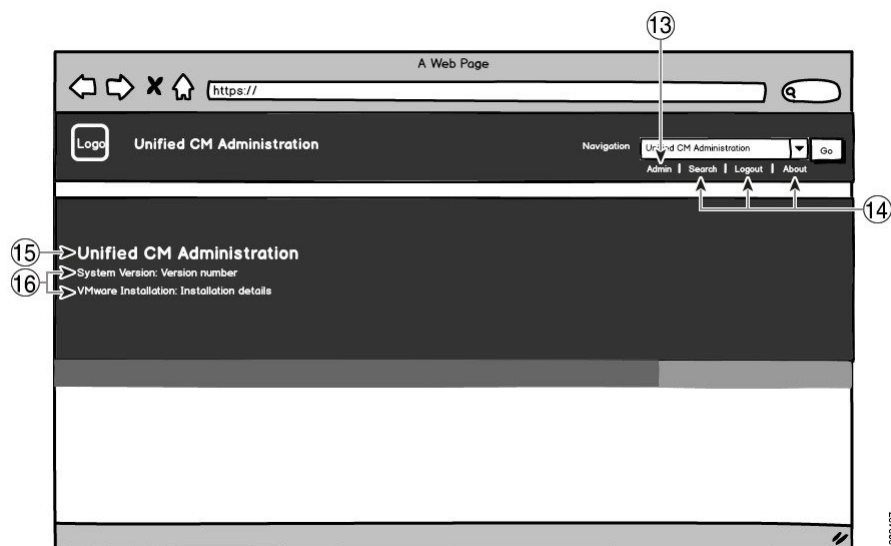 13
A Web Page
https://
Logo
Unified CM Administration
Navigation
Unified CM Administration
Go
Admin | Search | Logout | About
14
15
Unified CM Administration
16
System Version: Version number
VMware Installation: Installation details